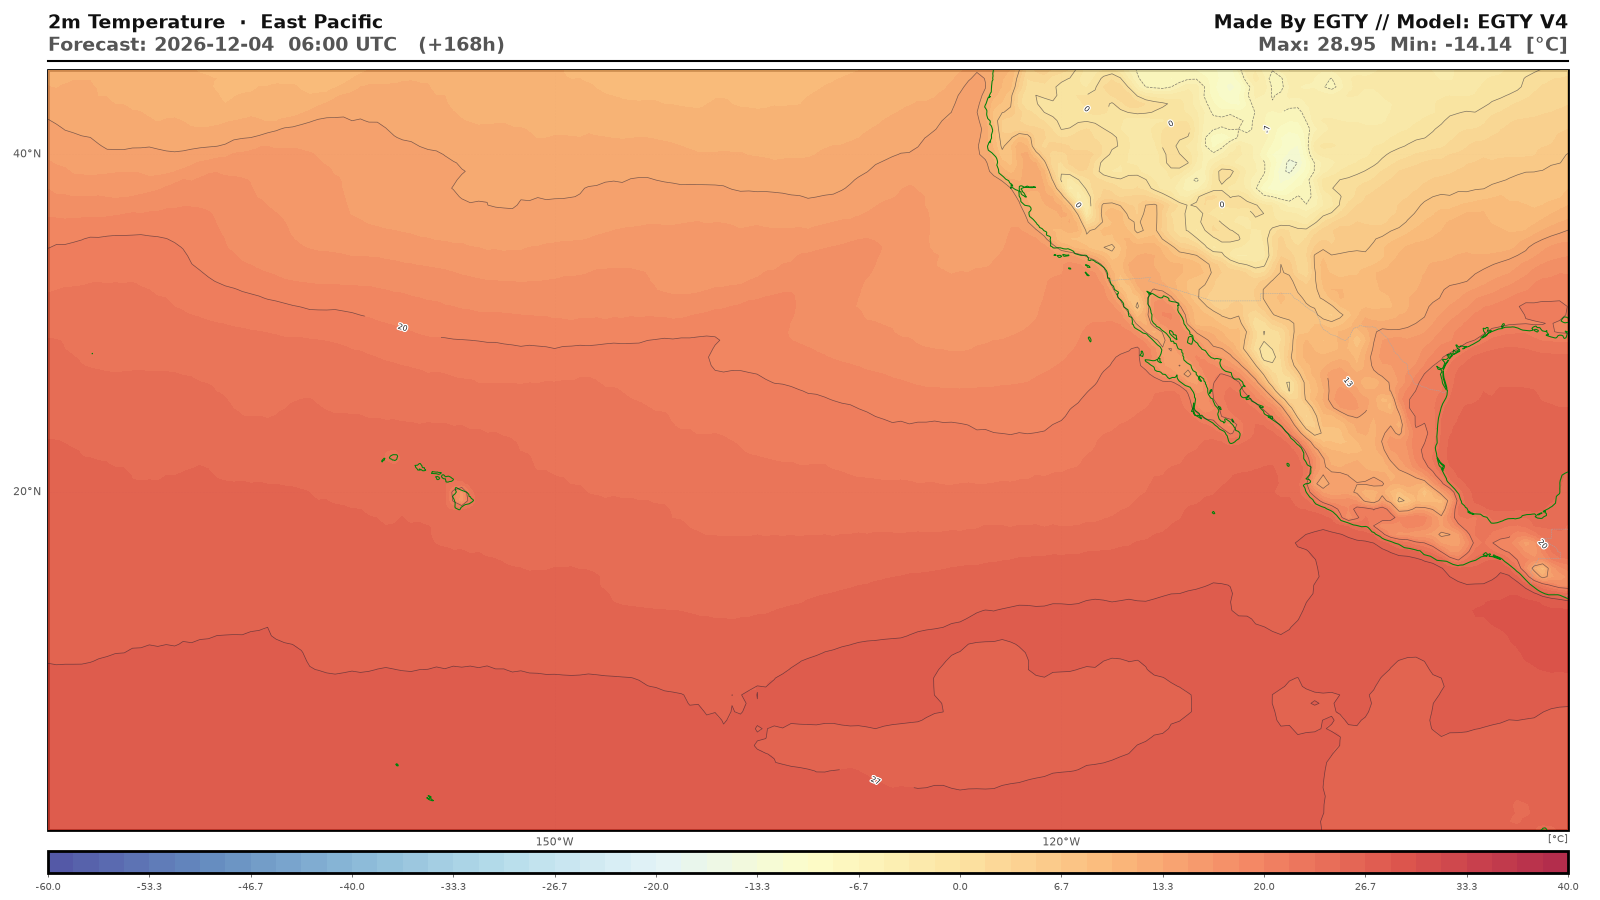 2m Temperature · East Pacific
Made By EGTY // Model: EGTY V4
Forecast: 2026-12-04 06:00 UTC (+168h)
Max: 28.95 Min: -14.14 [°C]
0
0
-7
40°N
0
0
20
13
20°N
20
27
150°W
120°W
[°C]
-60.0 -53.3 -46.7 -40.0 -33.3 -26.7 -20.0 -13.3 -6.7 0.0 6.7 13.3 20.0 26.7 33.3 40.0